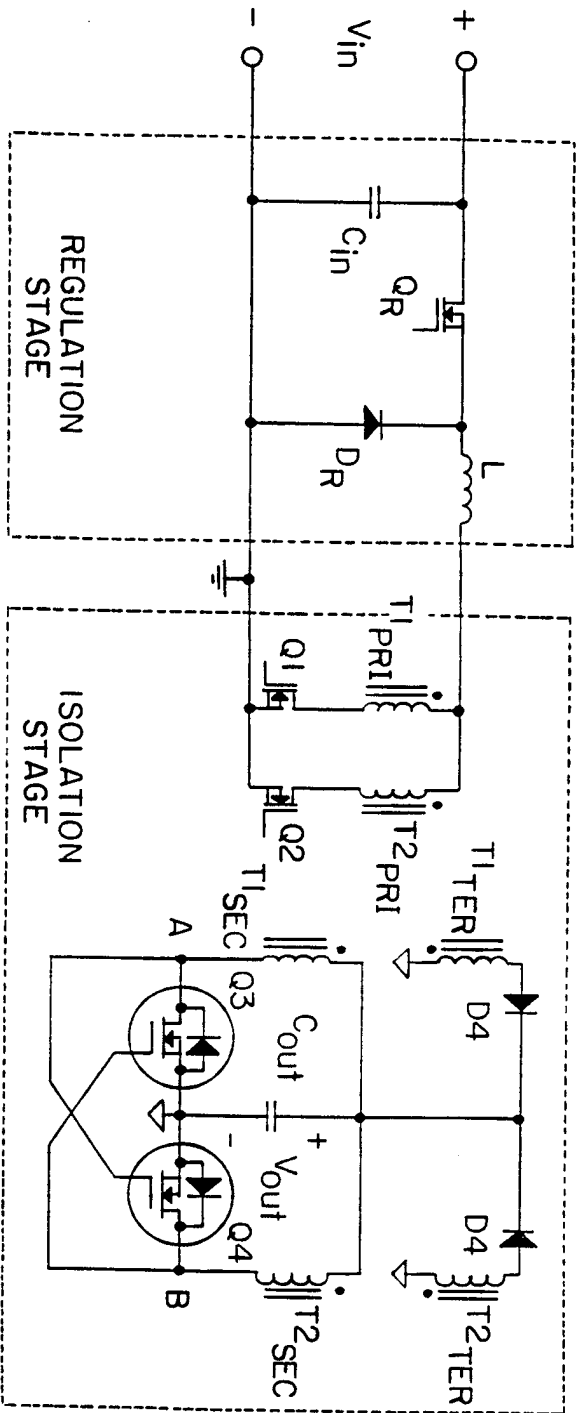 +
Vin
-
Cin
QR
DR
L
REGULATION
STAGE
T1PRI
T2PRI
Q1
Q2
ISOLATION
STAGE
T1TER
D4
D4
T2TER
T1SEC
T2SEC
Cout
+
Vout
-
Q3
Q4
A
B